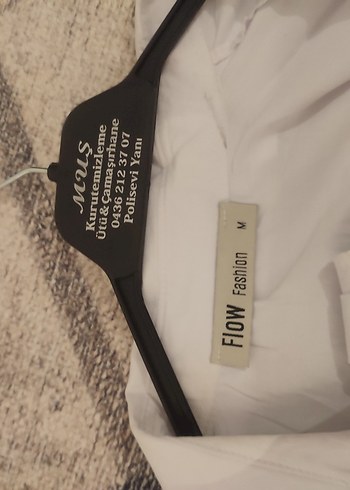 MUŞ
Kurutemizleme
Ütü & Çamaşırhane
0436 212 37 07
Polisevi Yanı
FlOW Fashion M